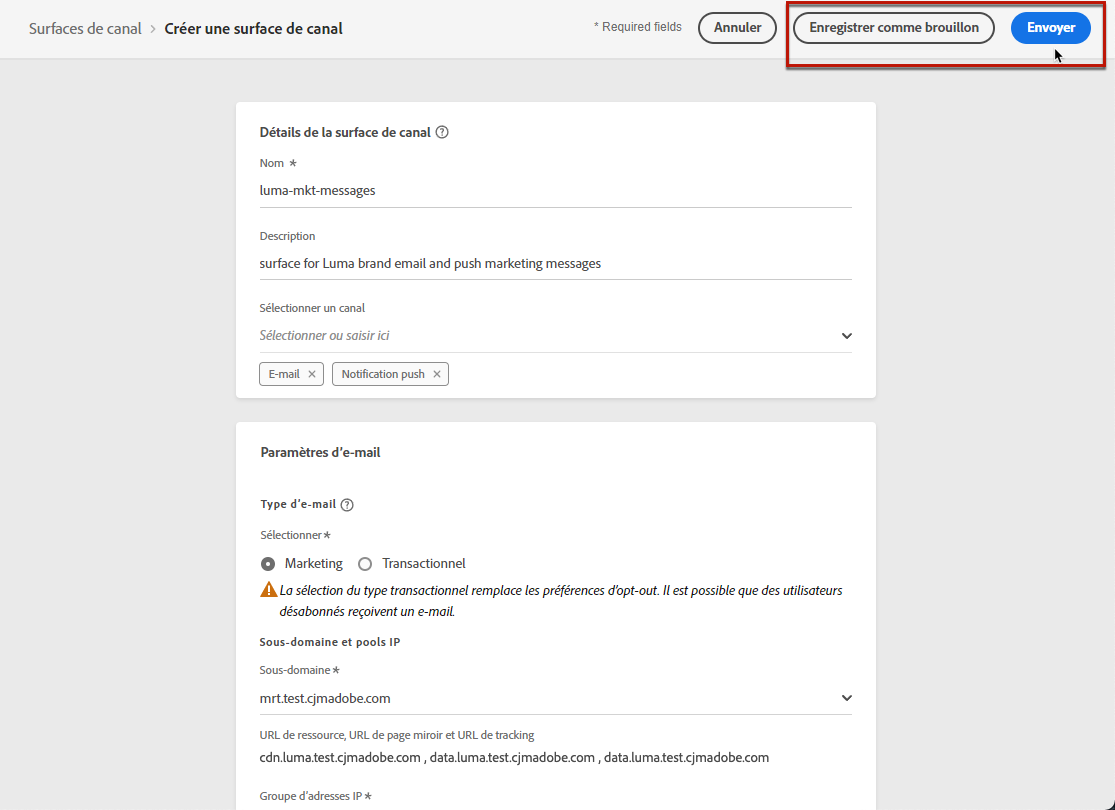 Surfaces de canal > Créer une surface de canal
* Required fields
Annuler
Enregistrer comme brouillon
Envoyer
Détails de la surface de canal ?
Nom *
luma-mkt-messages
Description
surface for Luma brand email and push marketing messages
Sélectionner un canal
Sélectionner ou saisir ici
E-mail × Notification push ×
Paramètres d'e-mail
Type d'e-mail ?
Sélectionner*
Marketing Transactionnel
La sélection du type transactionnel remplace les préférences d'opt-out. Il est possible que des utilisateurs
désabonnés reçoivent un e-mail.
Sous-domaine et pools IP
Sous-domaine*
mrt.test.cjmadobe.com
URL de ressource, URL de page miroir et URL de tracking
cdn.luma.test.cjmadobe.com , data.luma.test.cjmadobe.com , data.luma.test.cjmadobe.com
Groupe d'adresses IP*